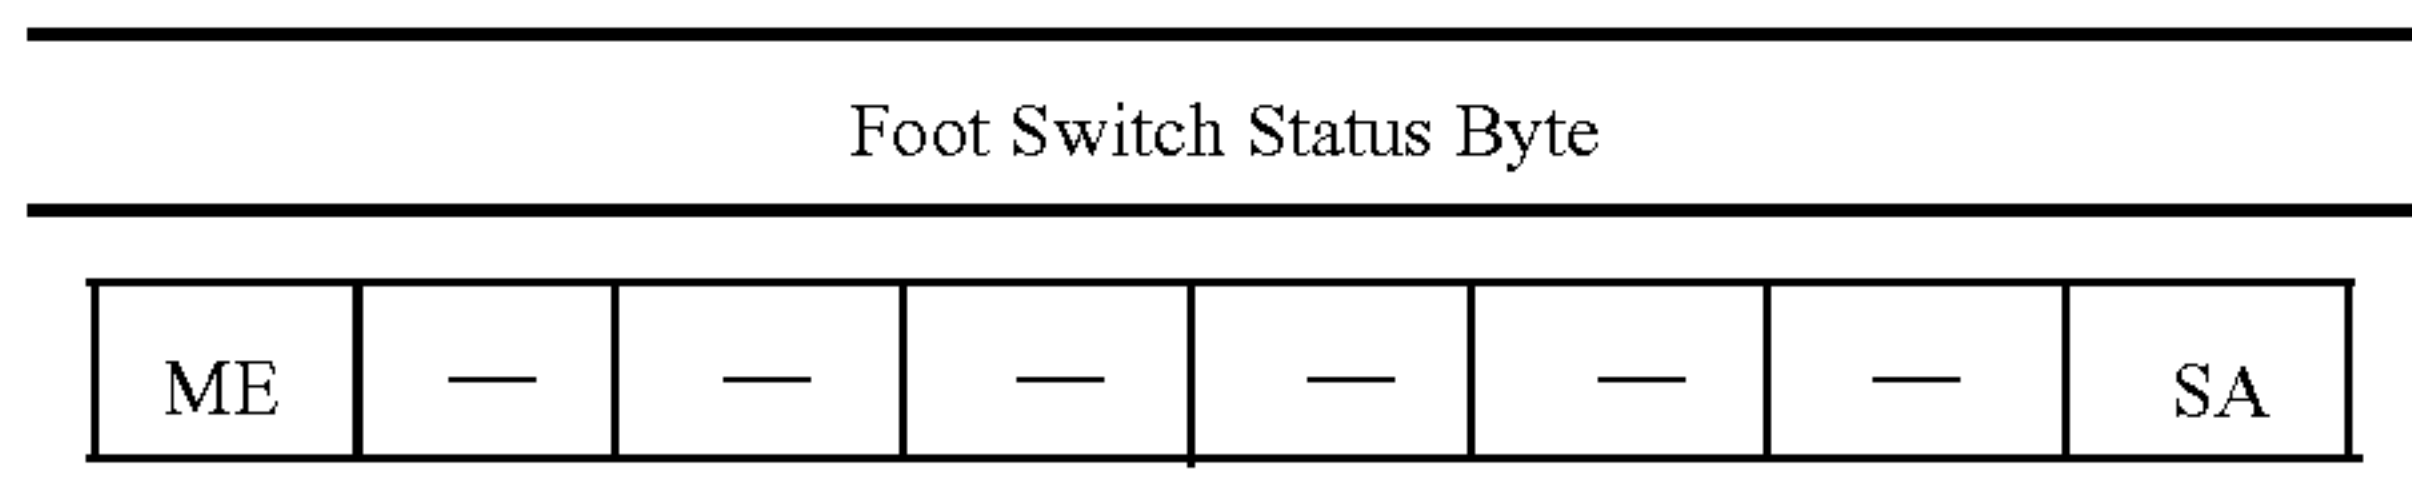 Foot Switch Status Byte
ME — — — — — — SA